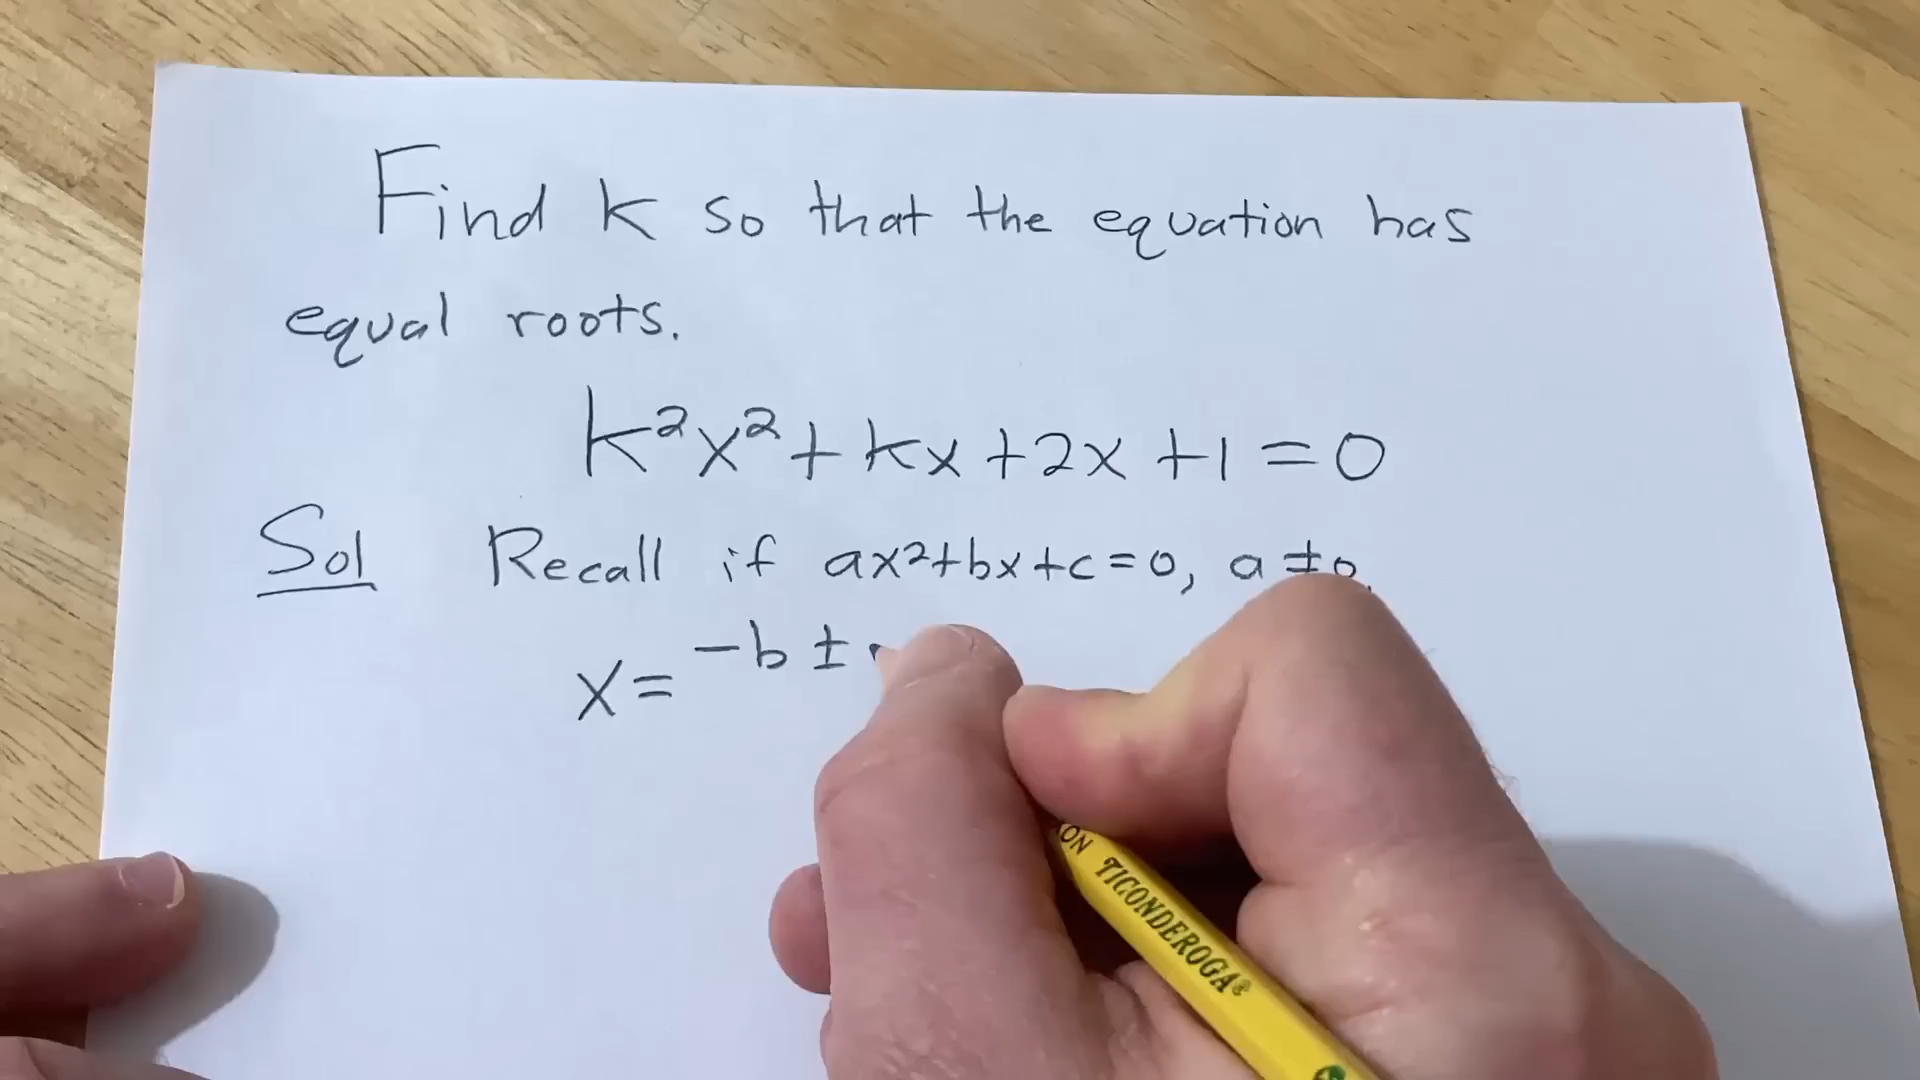 Find k so that the equation has
equal roots.
k²x² + kx + 2x + 1 = 0
Sol Recall if ax²+bx+c=0, a≠0
x = -b ±
TICONDEROGA®